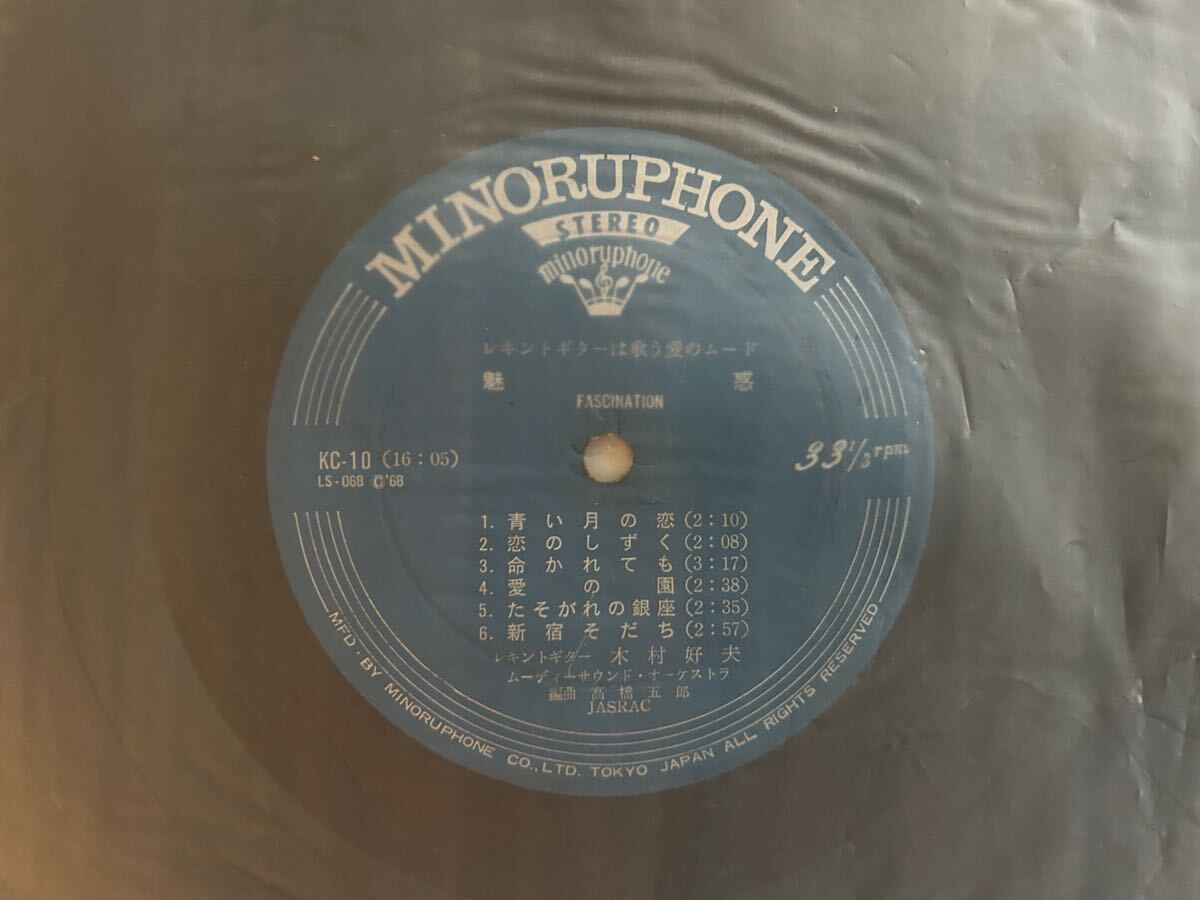 MINORUPHONE
STEREO
minoruphone
レキントギターは歌う愛のムード
魅惑
FASCINATION
KC-10 (16:05)
LS-068 ©'68
33 1/3 rpm
1. 青い月の恋 (2:10)
2. 恋のしずく (2:08)
3. 命かれても (3:17)
4. 愛の園 (2:38)
5. たそがれの銀座 (2:35)
6. 新宿そだち (2:57)
レキントギター 木村好夫
ムーディーサウンド・オーケストラ
編曲 高橋五郎
JASRAC
MFD. BY MINORUPHONE CO., LTD. TOKYO JAPAN ALL RIGHTS RESERVED